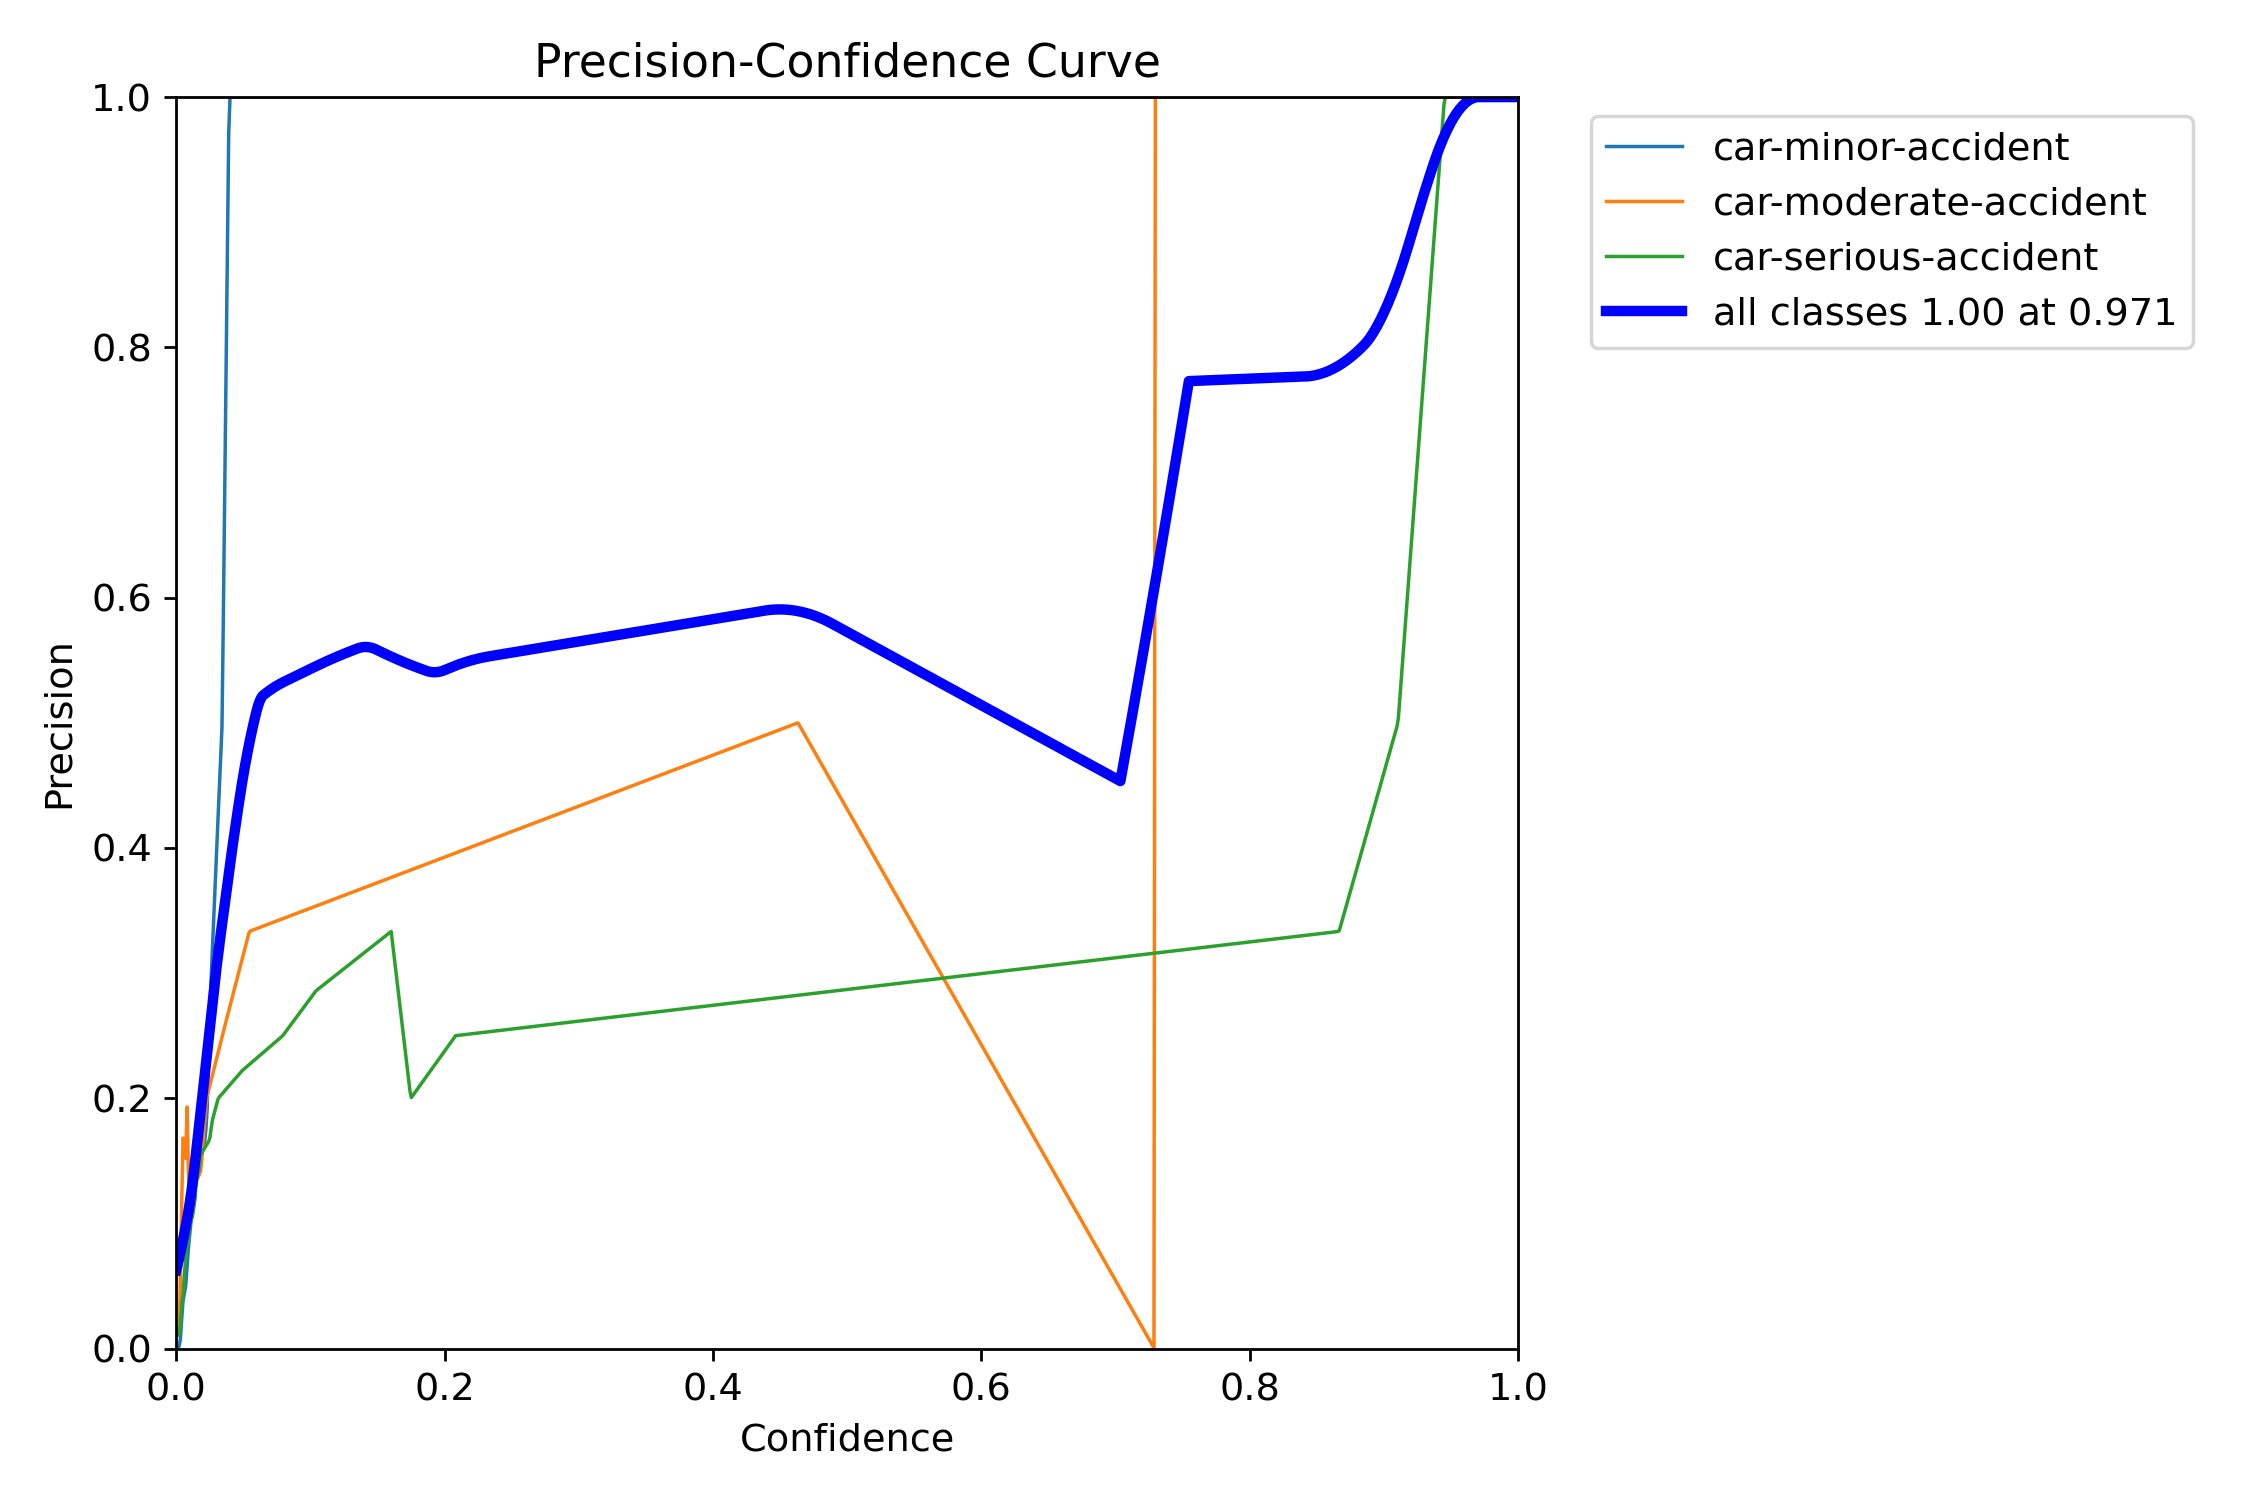 Precision-Confidence Curve
1.0
0.8
0.6
0.4
0.2
0.0
Precision
0.0 0.2 0.4 0.6 0.8 1.0
Confidence
car-minor-accident
car-moderate-accident
car-serious-accident
all classes 1.00 at 0.971